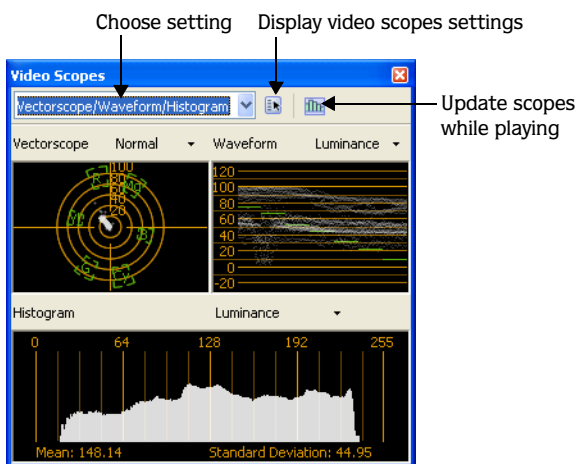 Choose setting Display video scopes settings
Video Scopes
Vectorscope/Waveform/Histogram
Update scopes
while playing
Vectorscope Normal Waveform Luminance
100
80
60
40
20
R Mg B Cy G Yl
120
100
80
60
40
20
0
-20
Histogram Luminance
0 64 128 192 255
Mean: 148.14 Standard Deviation: 44.95